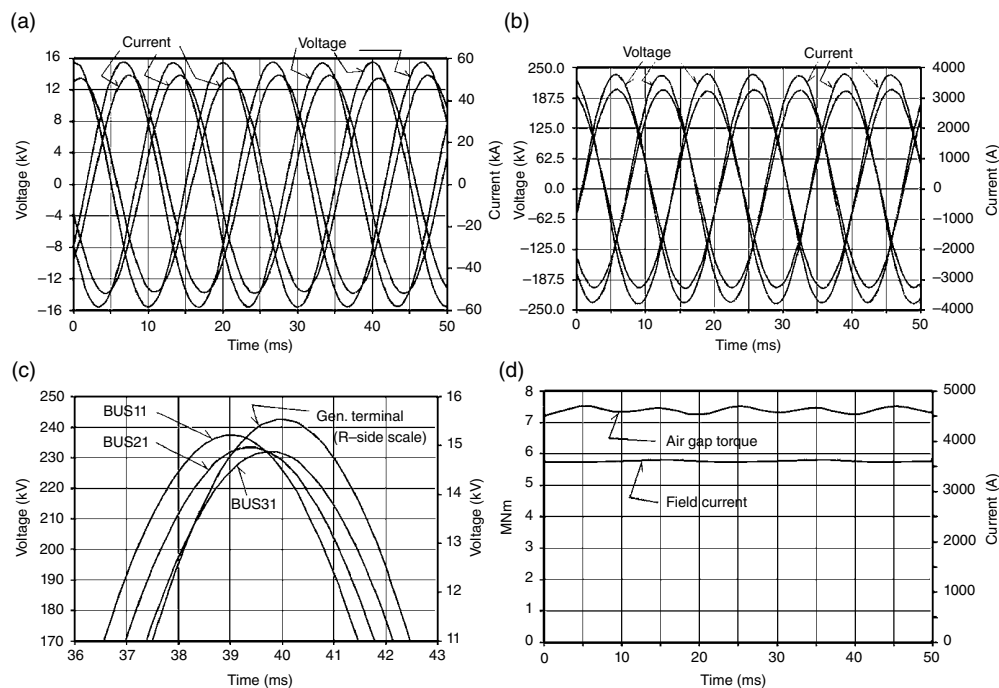 (a)
Current
Voltage
16
12
8
4
0
−4
−8
−12
−16
Voltage (kV)
60
40
20
0
−20
−40
−60
Current (kA)
0 10 20 30 40 50
Time (ms)
(b)
Voltage
Current
250.0
187.5
125.0
62.5
0.0
−62.5
−125.0
−187.5
−250.0
Voltage (kV)
4000
3000
2000
1000
0
−1000
−2000
−3000
−4000
Current (A)
0 10 20 30 40 50
Time (ms)
(c)
250
240
230
220
210
200
190
180
170
Voltage (kV)
BUS11
BUS21
BUS31
Gen. terminal
(R–side scale)
16
15
14
13
12
11
Voltage (kV)
36 37 38 39 40 41 42 43
Time (ms)
(d)
8
7
6
5
4
3
2
1
0
MNm
Air gap torque
Field current
5000
4000
3000
2000
1000
0
Current (A)
0 10 20 30 40 50
Time (ms)